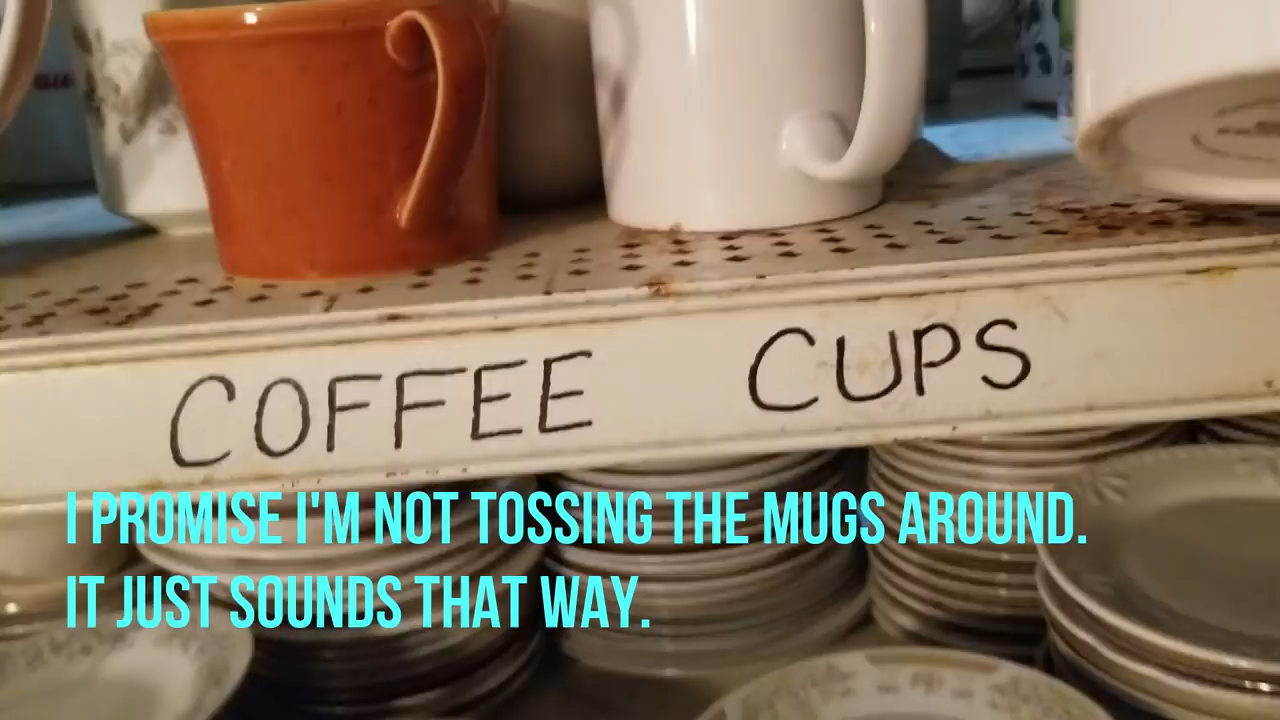 COFFEE CUPS
I PROMISE I'M NOT TOSSING THE MUGS AROUND.
IT JUST SOUNDS THAT WAY.